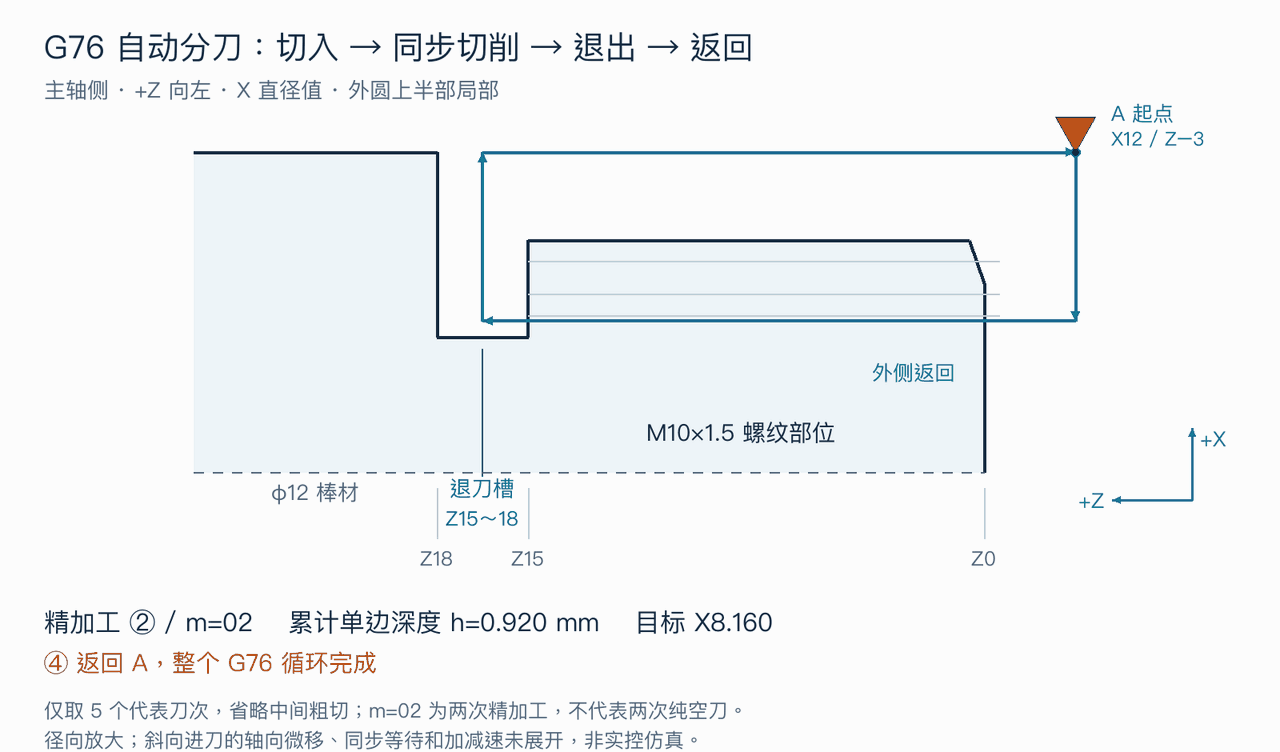 G76 自动分刀：切入 → 同步切削 → 退出 → 返回
主轴侧 · +Z 向左 · X 直径值 · 外圆上半部局部
A 起点
X12 / Z−3
外侧返回
M10×1.5 螺纹部位
+X
+Z
φ12 棒材
退刀槽
Z15～18
Z18
Z15
Z0
精加工 ② / m=02 累计单边深度 h=0.920 mm 目标 X8.160
④ 返回 A，整个 G76 循环完成
仅取 5 个代表刀次，省略中间粗切；m=02 为两次精加工，不代表两次纯空刀。
径向放大；斜向进刀的轴向微移、同步等待和加减速未展开，非实控仿真。